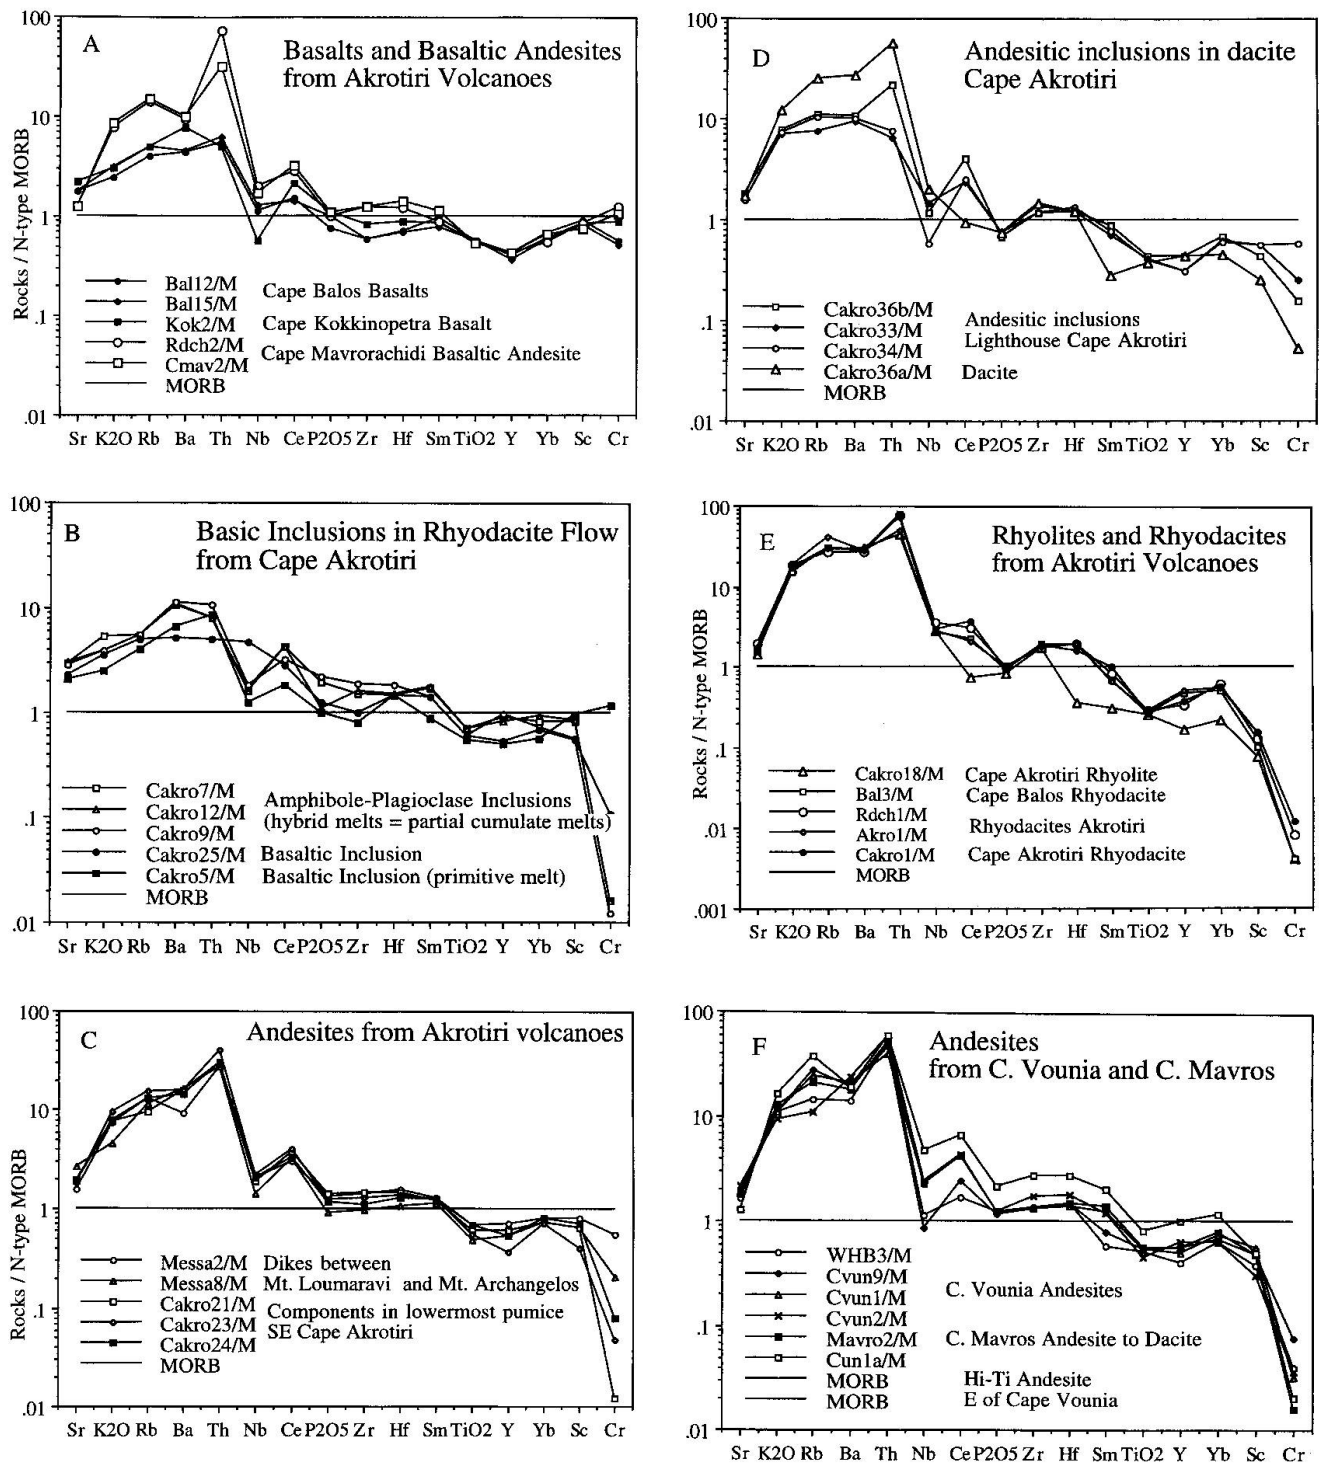 A
Basalts and Basaltic Andesites
from Akrotiri Volcanoes
Rocks / N-type MORB
100
10
1
.1
.01
Bal12/M
Bal15/M
Cape Balos Basalts
Kok2/M
Cape Kokkinopetra Basalt
Rdch2/M
Cmav2/M
Cape Mavrorachidi Basaltic Andesite
MORB
Sr K2O Rb Ba Th Nb Ce P2O5 Zr Hf Sm TiO2 Y Yb Sc Cr
D
Andesitic inclusions in dacite
Cape Akrotiri
100
10
1
.1
.01
Cakro36b/M
Cakro33/M
Cakro34/M
Andesitic inclusions
Lighthouse Cape Akrotiri
Cakro36a/M Dacite
MORB
Sr K2O Rb Ba Th Nb Ce P2O5 Zr Hf Sm TiO2 Y Yb Sc Cr
B
Basic Inclusions in Rhyodacite Flow
from Cape Akrotiri
100
10
1
.1
.01
Cakro7/M
Cakro12/M
Cakro9/M
Amphibole-Plagioclase Inclusions
(hybrid melts = partial cumulate melts)
Cakro25/M Basaltic Inclusion
Cakro5/M Basaltic Inclusion (primitive melt)
MORB
Sr K2O Rb Ba Th Nb Ce P2O5 Zr Hf Sm TiO2 Y Yb Sc Cr
E
Rhyolites and Rhyodacites
from Akrotiri Volcanoes
Rocks / N-type MORB
100
10
1
.1
.01
.001
Cakro18/M Cape Akrotiri Rhyolite
Bal3/M Cape Balos Rhyodacite
Rdch1/M
Akro1/M
Rhyodacites Akrotiri
Cakro1/M Cape Akrotiri Rhyodacite
MORB
Sr K2O Rb Ba Th Nb Ce P2O5 Zr Hf Sm TiO2 Y Yb Sc Cr
C
Andesites from Akrotiri volcanoes
Rocks / N-type MORB
100
10
1
.1
.01
Messa2/M Dikes between
Messa8/M Mt. Loumaravi and Mt. Archangelos
Cakro21/M
Cakro23/M
Cakro24/M
Components in lowermost pumice
SE Cape Akrotiri
MORB
Sr K2O Rb Ba Th Nb Ce P2O5 Zr Hf Sm TiO2 Y Yb Sc Cr
F
Andesites
from C. Vounia and C. Mavros
100
10
1
.1
.01
WHB3/M
Cvun9/M
Cvun1/M
C. Vounia Andesites
Cvun2/M
Mavro2/M C. Mavros Andesite to Dacite
Cun1a/M
MORB Hi-Ti Andesite
MORB E of Cape Vounia
Sr K2O Rb Ba Th Nb Ce P2O5 Zr Hf Sm TiO2 Y Yb Sc Cr